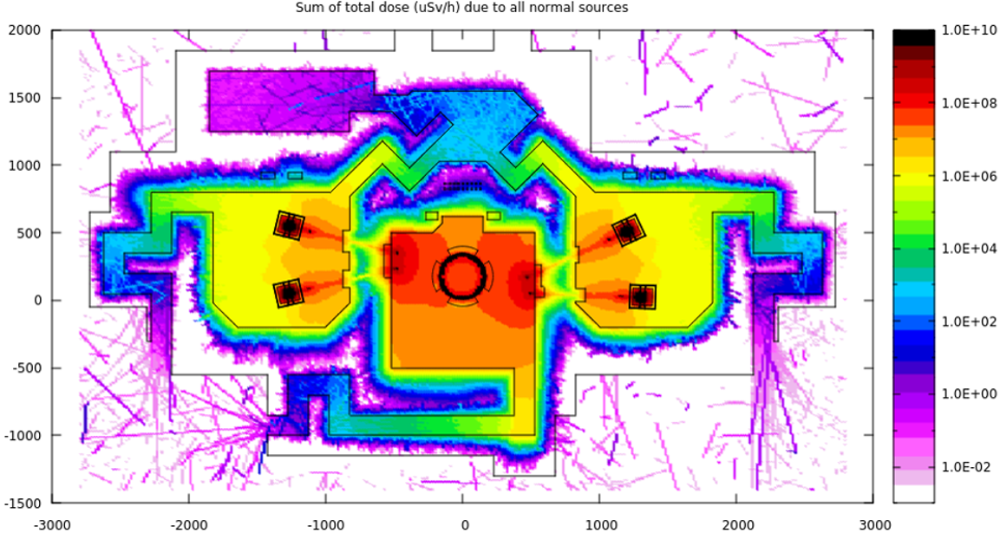 Sum of total dose (uSv/h) due to all normal sources
2000
1500
1000
500
0
-500
-1000
-1500
-3000 -2000 -1000 0 1000 2000 3000
1.0E+10
1.0E+08
1.0E+06
1.0E+04
1.0E+02
1.0E+00
1.0E-02